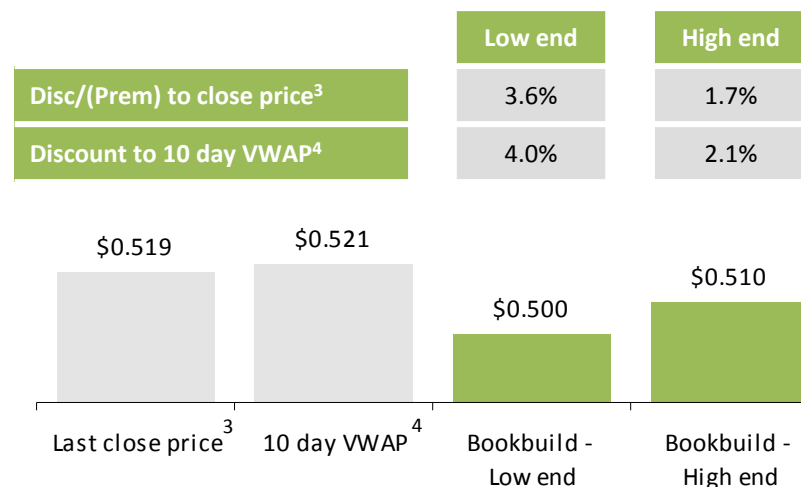 Low end High end
Disc/(Prem) to close price³ 3.6% 1.7%
Discount to 10 day VWAP⁴ 4.0% 2.1%
$0.519 $0.521 $0.500 $0.510
Last close price³ 10 day VWAP⁴ Bookbuild - Bookbuild -
Low end High end